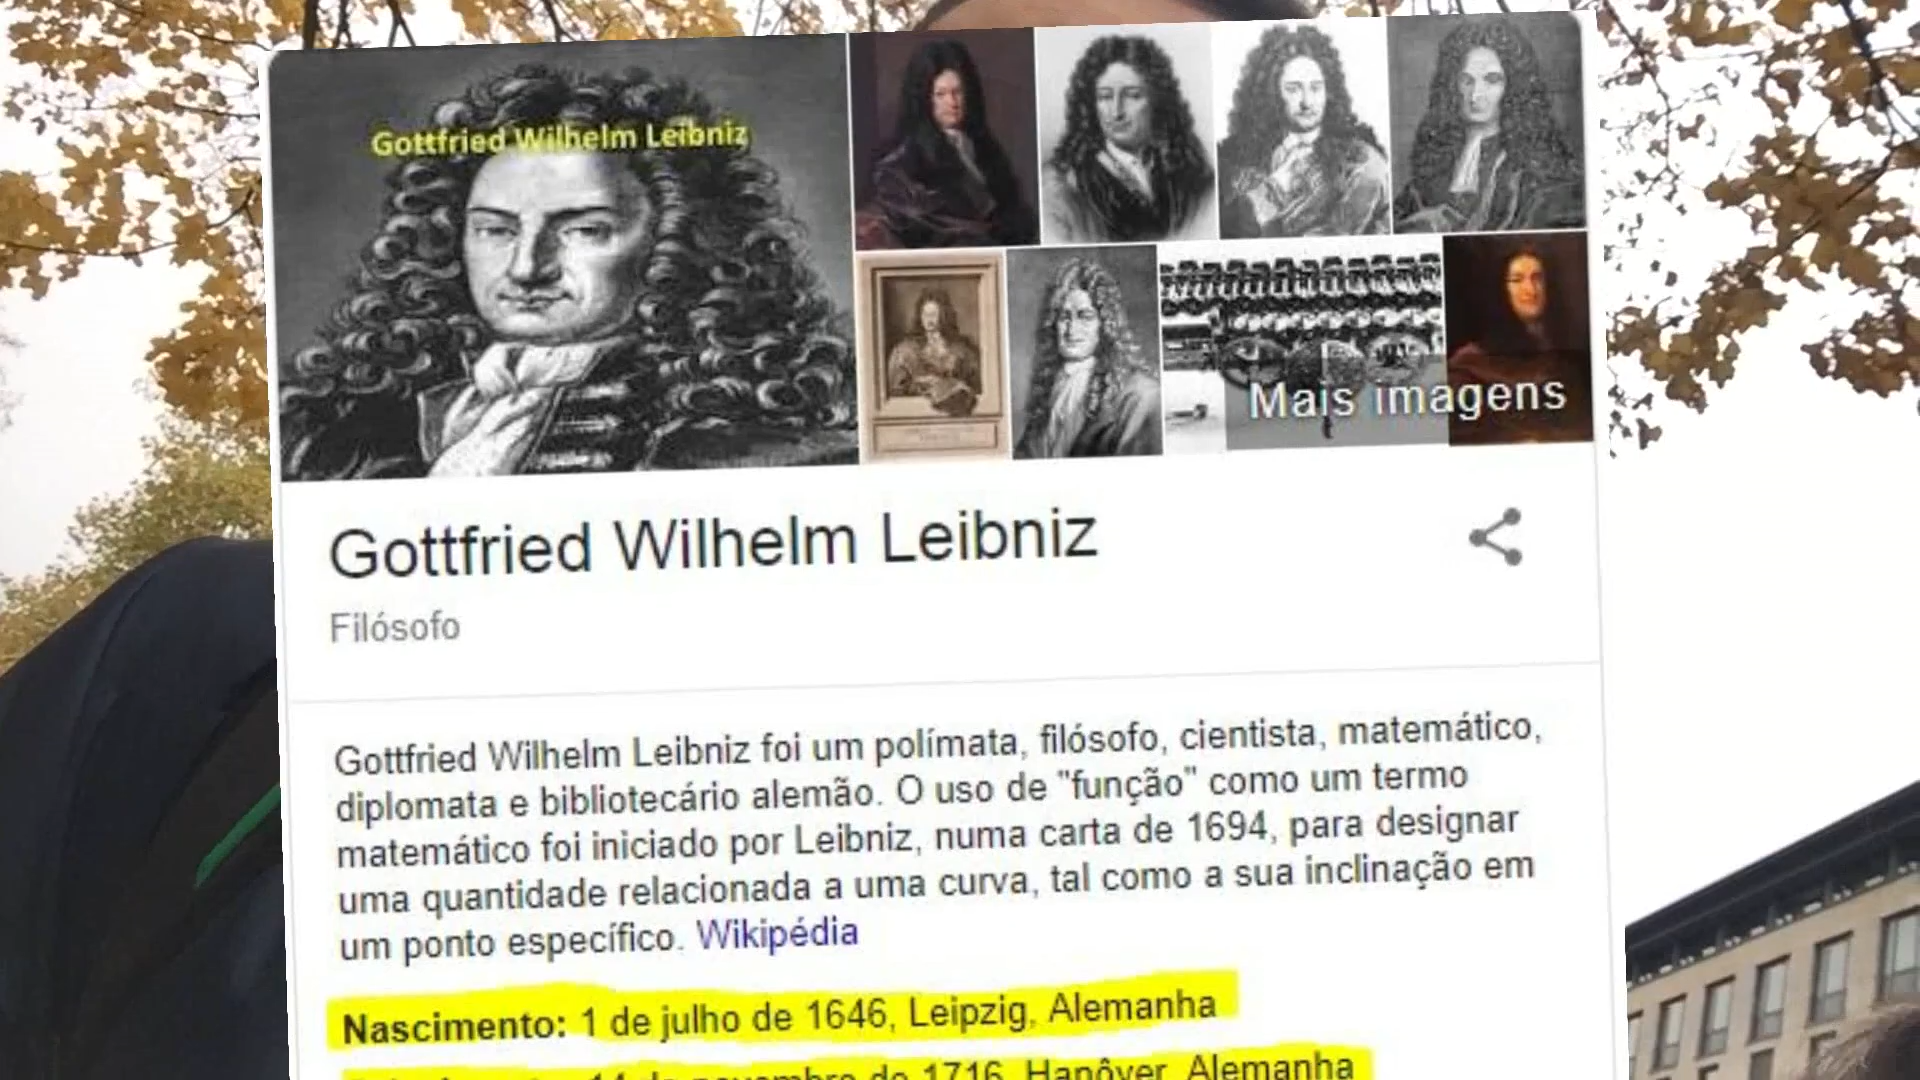 Gottfried Wilhelm Leibniz
Mais imagens
Gottfried Wilhelm Leibniz
Filósofo
Gottfried Wilhelm Leibniz foi um polímata, filósofo, cientista, matemático,
diplomata e bibliotecário alemão. O uso de "função" como um termo
matemático foi iniciado por Leibniz, numa carta de 1694, para designar
uma quantidade relacionada a uma curva, tal como a sua inclinação em
um ponto específico. Wikipédia
Nascimento: 1 de julho de 1646, Leipzig, Alemanha
de novembro de 1716, Hanôver, Alemanha